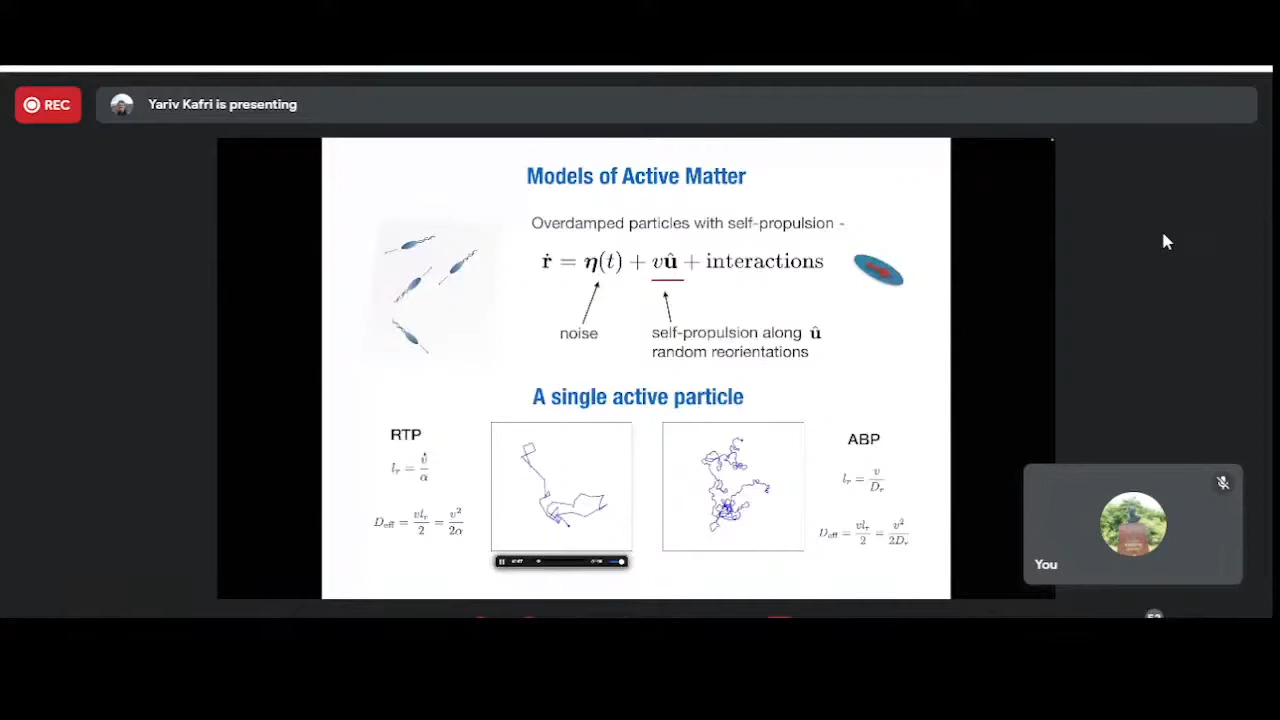 REC
Yariv Kafri is presenting
Models of Active Matter
Overdamped particles with self-propulsion -
ṙ = η(t) + vû + interactions
noise
self-propulsion along û
random reorientations
A single active particle
RTP
l_r = v/α
D_eff = vl_r/2 = v²/2α
ABP
l_r = v/D_r
D_eff = vl_r/2 = v²/2D_r
You